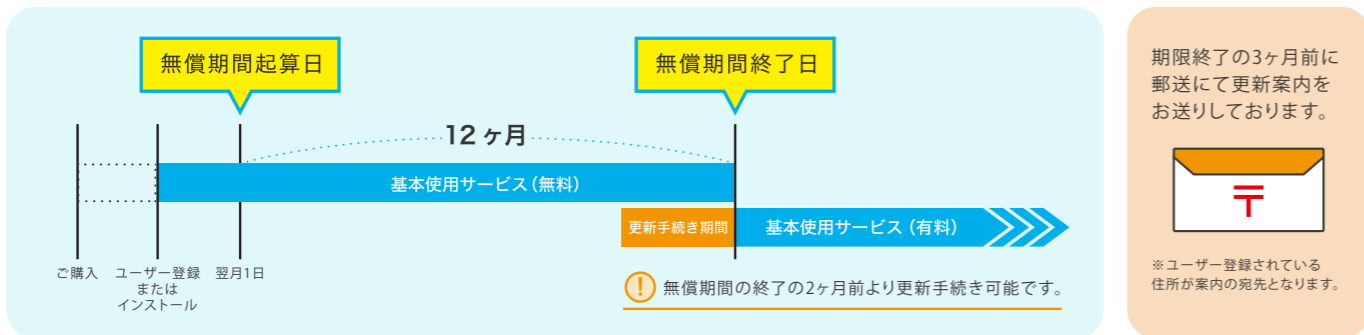 無償期間起算日
無償期間終了日
12ヶ月
基本使用サービス（無料）
更新手続き期間
基本使用サービス（有料）
ご購入
ユーザー登録
または
インストール
翌月1日
! 無償期間の終了の2ヶ月前より更新手続き可能です。
期限終了の3ヶ月前に
郵送にて更新案内を
お送りしております。
〒
※ユーザー登録されている
住所が案内の宛先となります。